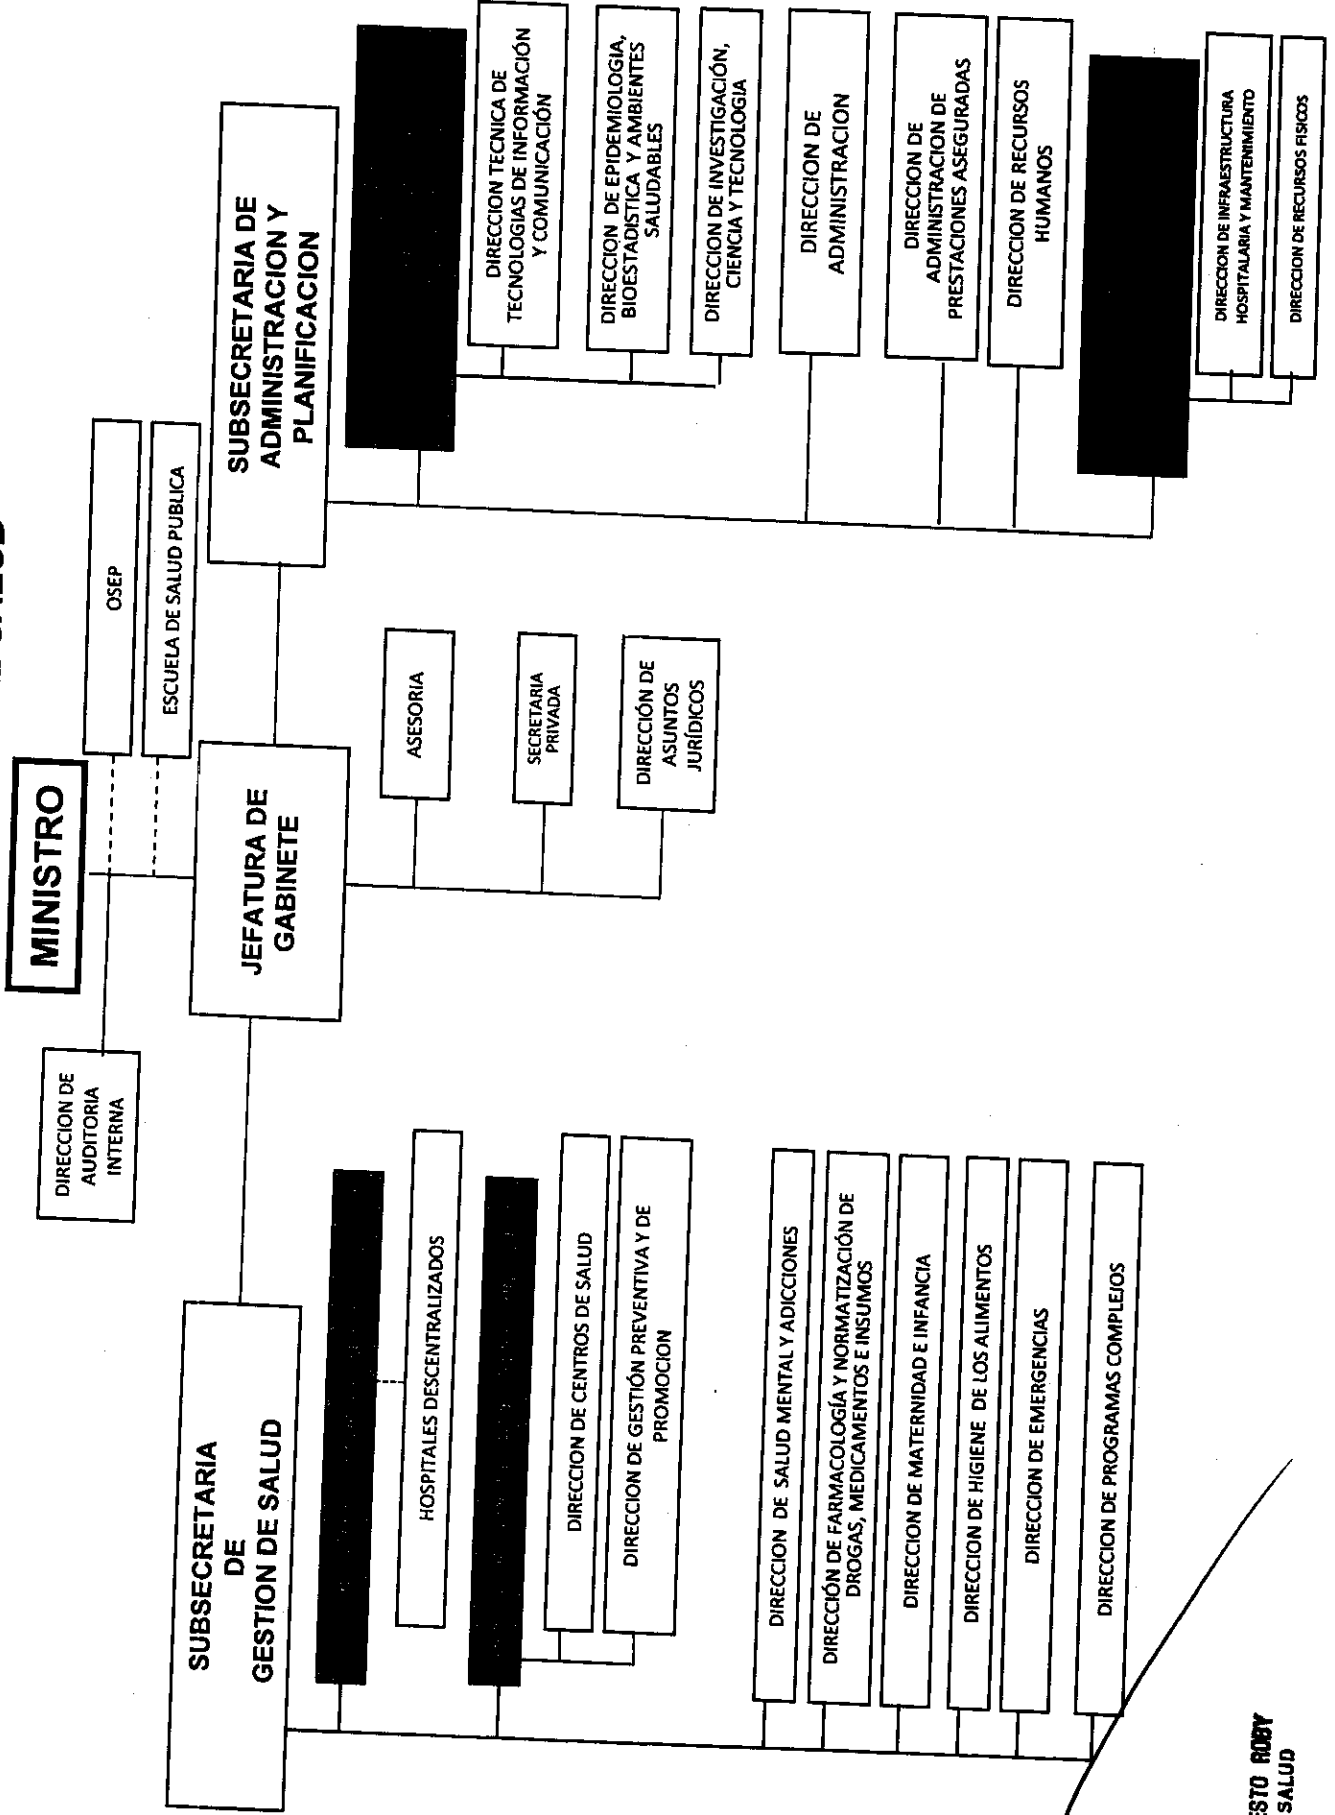 SALUD
MINISTRO
DIRECCION DE
AUDITORIA
INTERNA
OSEP
ESCUELA DE SALUD PUBLICA
JEFATURA DE
GABINETE
ASESORIA
SECRETARIA
PRIVADA
DIRECCIÓN DE
ASUNTOS
JURÍDICOS
SUBSECRETARIA
DE
GESTION DE SALUD
HOSPITALES DESCENTRALIZADOS
DIRECCION DE CENTROS DE SALUD
DIRECCION DE GESTIÓN PREVENTIVA Y DE
PROMOCION
DIRECCION DE SALUD MENTAL Y ADICCIONES
DIRECCIÓN DE FARMACOLOGÍA Y NORMATIZACIÓN DE
DROGAS, MEDICAMENTOS E INSUMOS
DIRECCION DE MATERNIDAD E INFANCIA
DIRECCION DE HIGIENE DE LOS ALIMENTOS
DIRECCION DE EMERGENCIAS
DIRECCION DE PROGRAMAS COMPLEJOS
SUBSECRETARIA DE
ADMINISTRACION Y
PLANIFICACION
DIRECCION TECNICA DE
TECNOLOGIAS DE INFORMACIÓN
Y COMUNICACIÓN
DIRECCION DE EPIDEMIOLOGIA,
BIOESTADISTICA Y AMBIENTES
SALUDABLES
DIRECCION DE INVESTIGACIÓN,
CIENCIA Y TECNOLOGIA
DIRECCION DE
ADMINISTRACION
DIRECCION DE
ADMINISTRACION DE
PRESTACIONES ASEGURADAS
DIRECCION DE RECURSOS
HUMANOS
DIRECCION DE INFRAESTRUCTURA
HOSPITALARIA Y MANTENIMIENTO
DIRECCION DE RECURSOS FISICOS
ESTO ROBY
SALUD